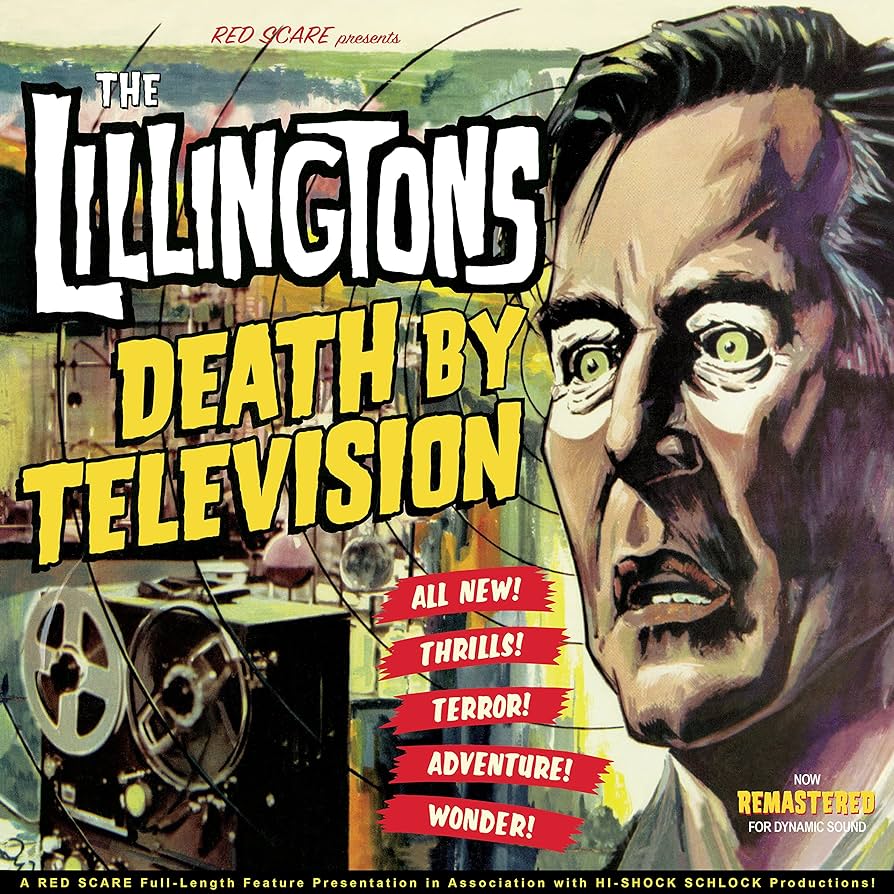 RED SCARE presents
THE
LILLINGTONS
DEATH BY
TELEVISION
ALL NEW!
THRILLS!
TERROR!
ADVENTURE!
WONDER!
NOW
REMASTERED
FOR DYNAMIC SOUND
A RED SCARE Full-Length Feature Presentation in Association with HI-SHOCK SCHLOCK Productions!